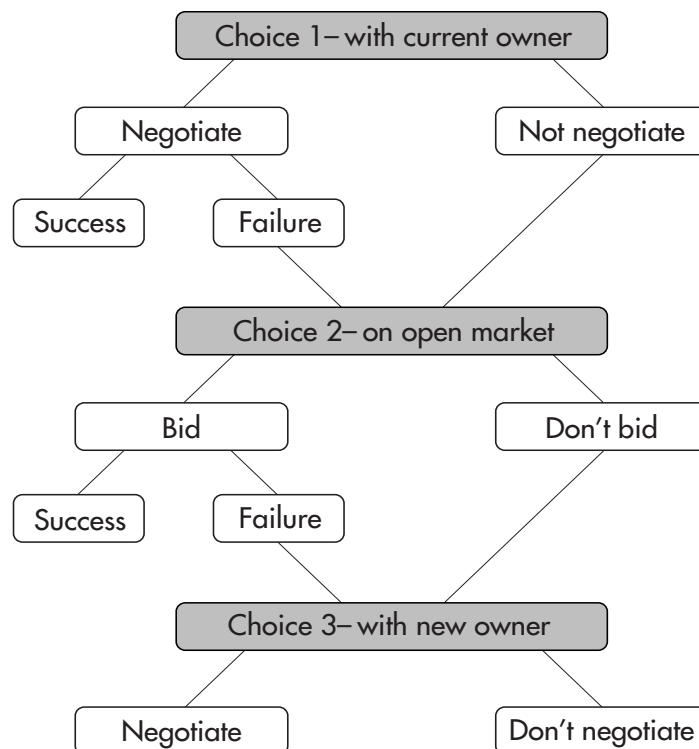 Choice 1– with current owner
Negotiate
Not negotiate
Success
Failure
Choice 2– on open market
Bid
Don’t bid
Success
Failure
Choice 3– with new owner
Negotiate
Don’t negotiate